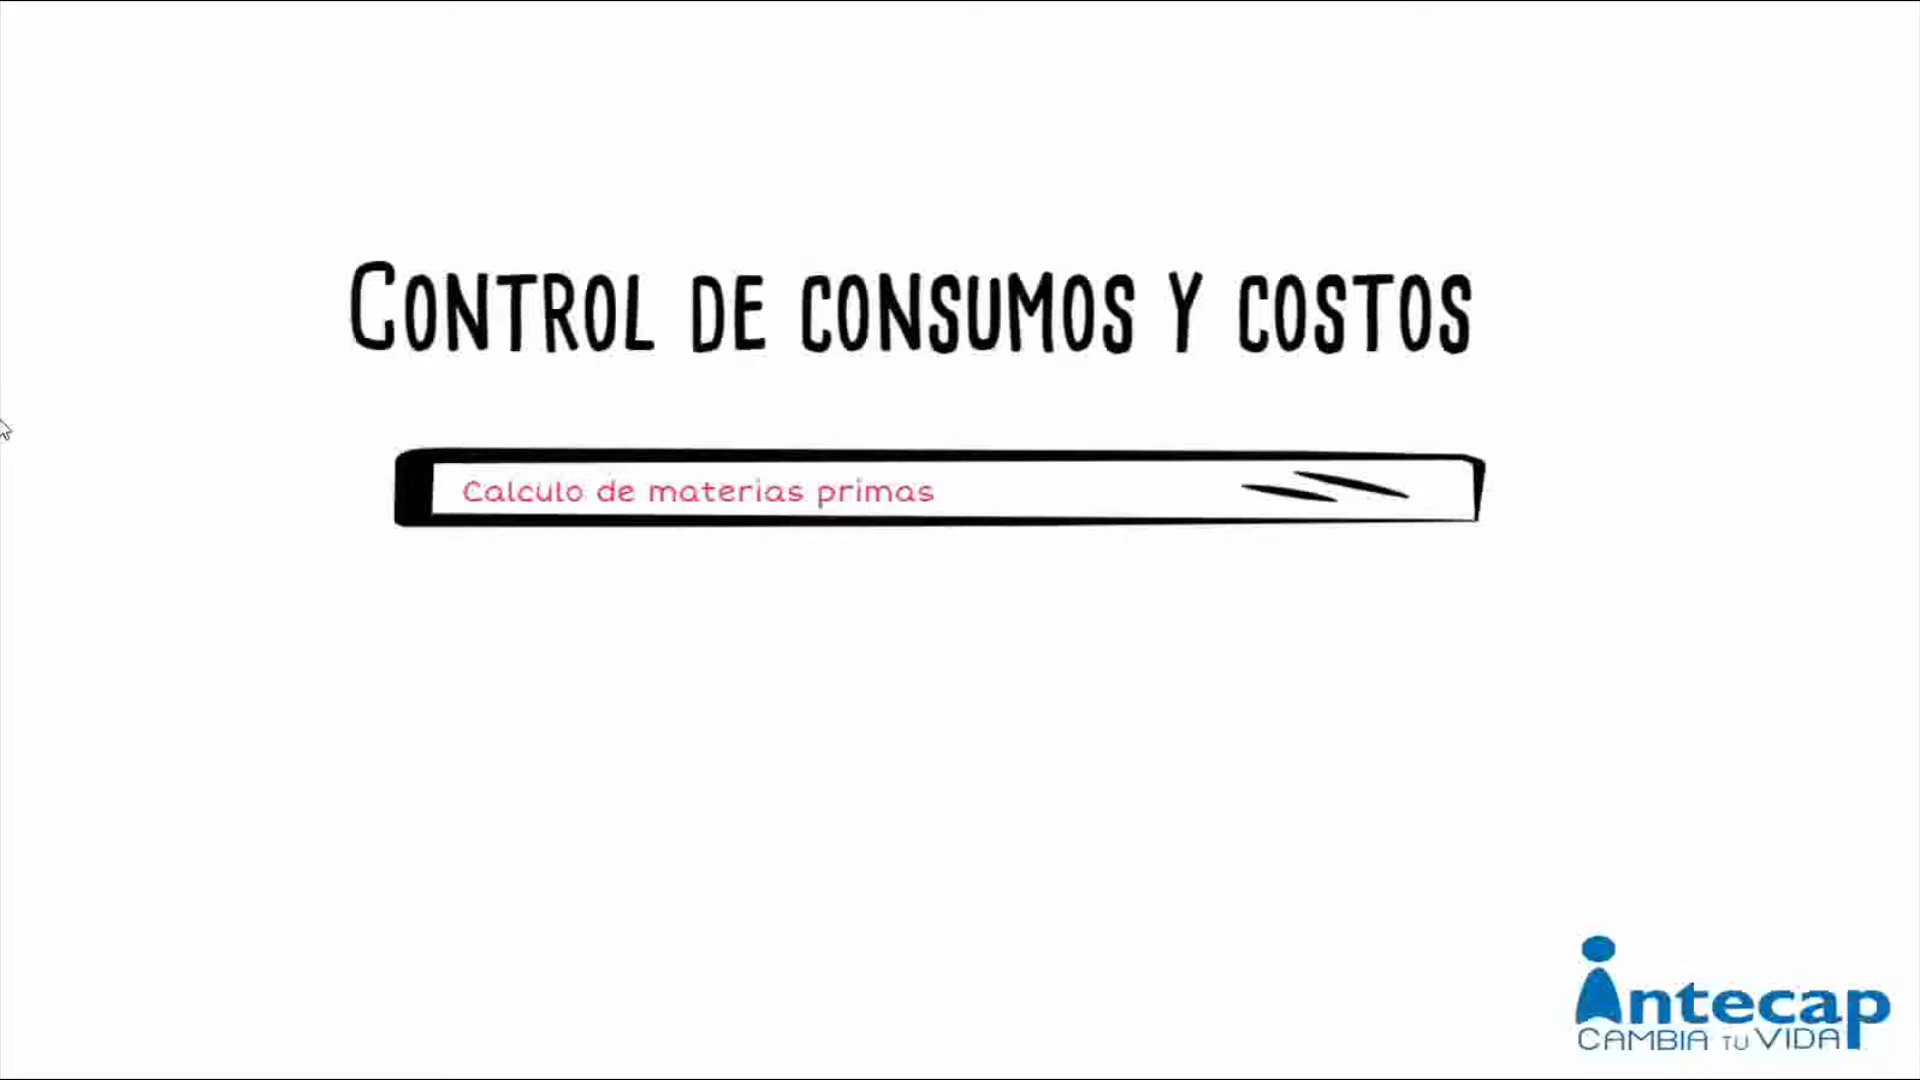 CONTROL DE CONSUMOS Y COSTOS
Calculo de materias primas
intecap
CAMBIA TU VIDA